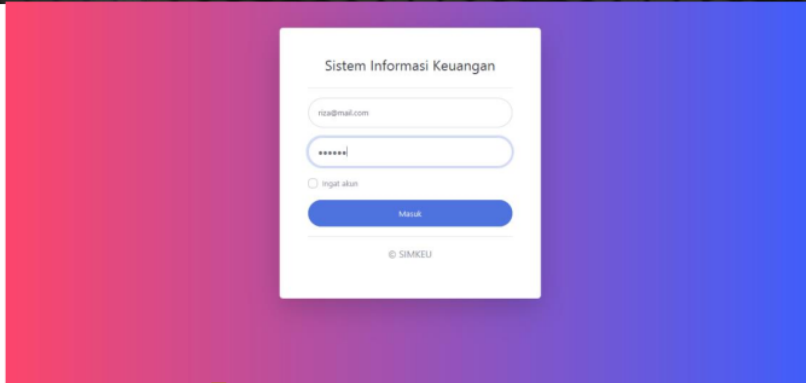 Sistem Informasi Keuangan
riza@mail.com
••••••
Ingat akun
Masuk
© SIMKEU